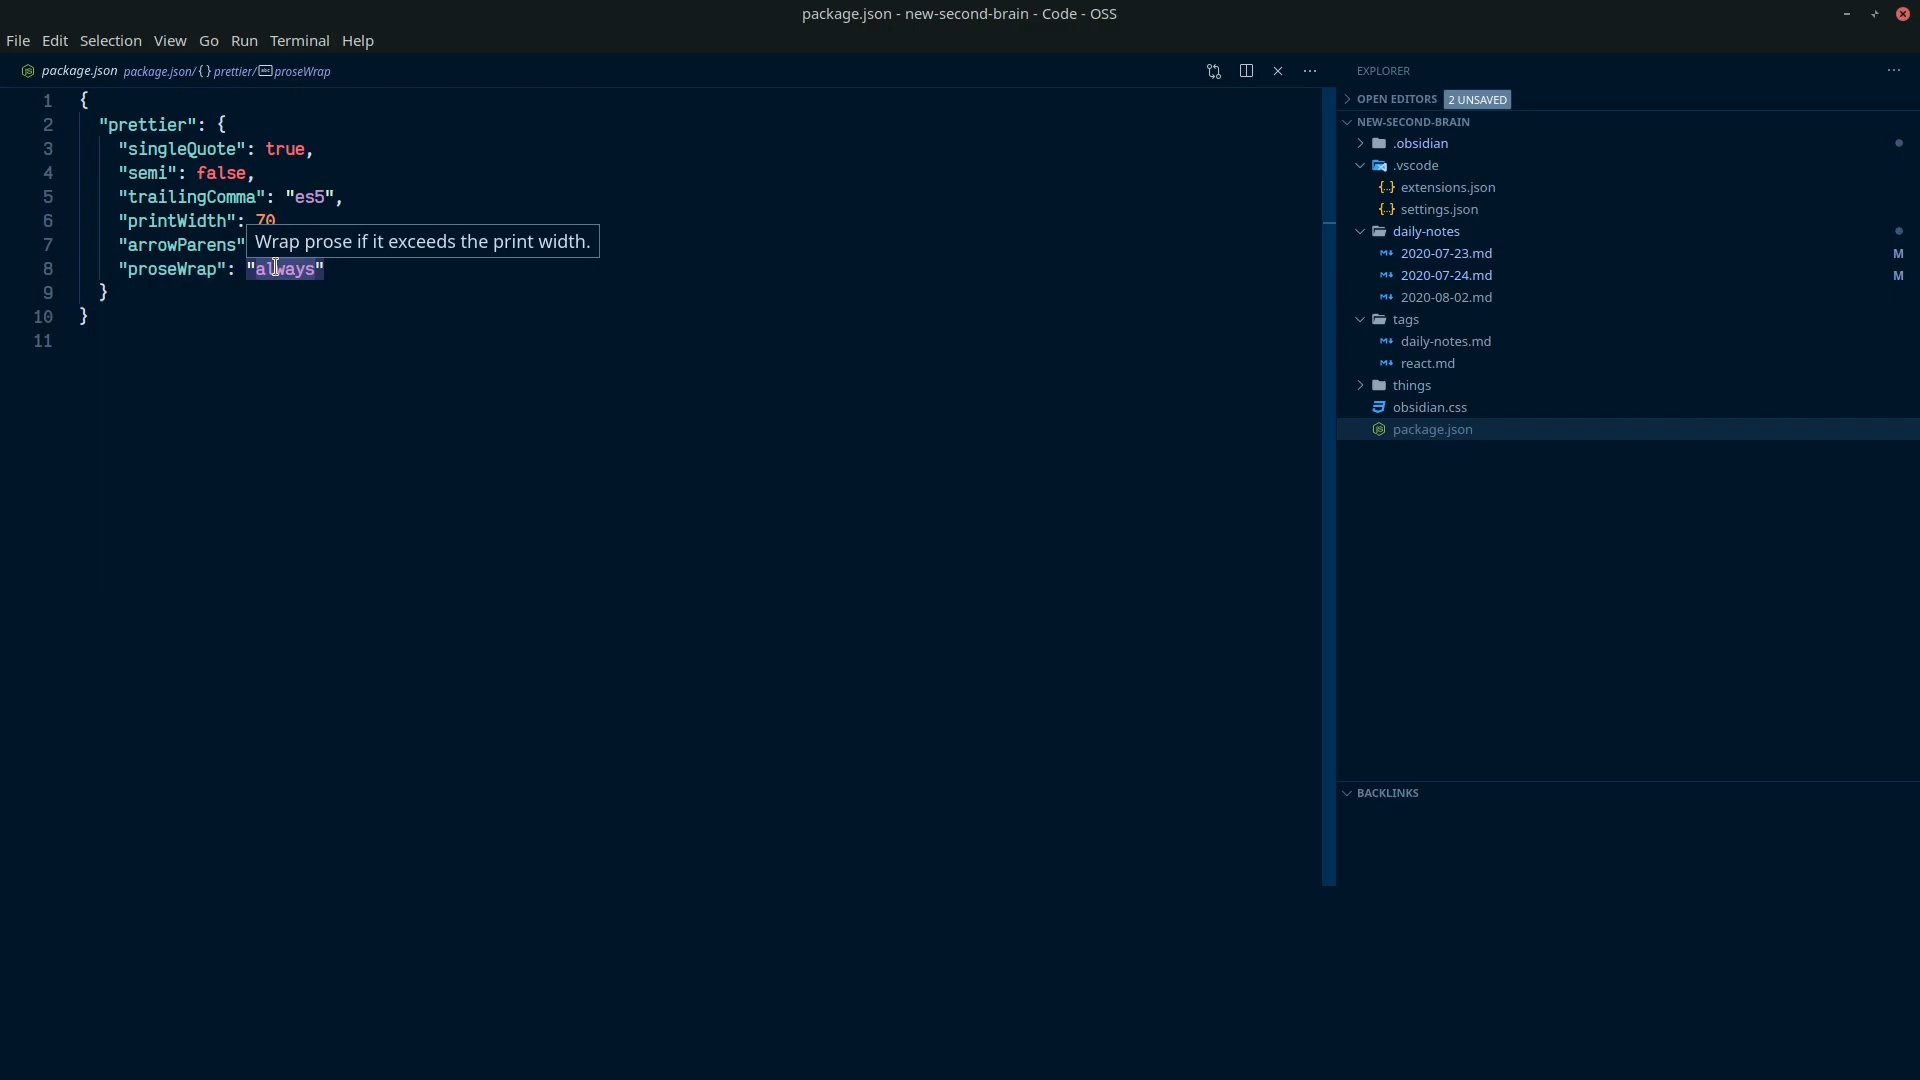 package.json - new-second-brain - Code - OSS
File Edit Selection View Go Run Terminal Help
package.json package.json/{ } prettier/ proseWrap
1 {
2 "prettier": {
3 "singleQuote": true,
4 "semi": false,
5 "trailingComma": "es5",
6 "printWidth": 70
7 "arrowParens"
Wrap prose if it exceeds the print width.
8 "proseWrap": "always"
9 }
10 }
11
EXPLORER
OPEN EDITORS 2 UNSAVED
NEW-SECOND-BRAIN
.obsidian
.vscode
{..} extensions.json
{..} settings.json
daily-notes
2020-07-23.md M
2020-07-24.md M
2020-08-02.md
tags
daily-notes.md
react.md
things
obsidian.css
package.json
BACKLINKS